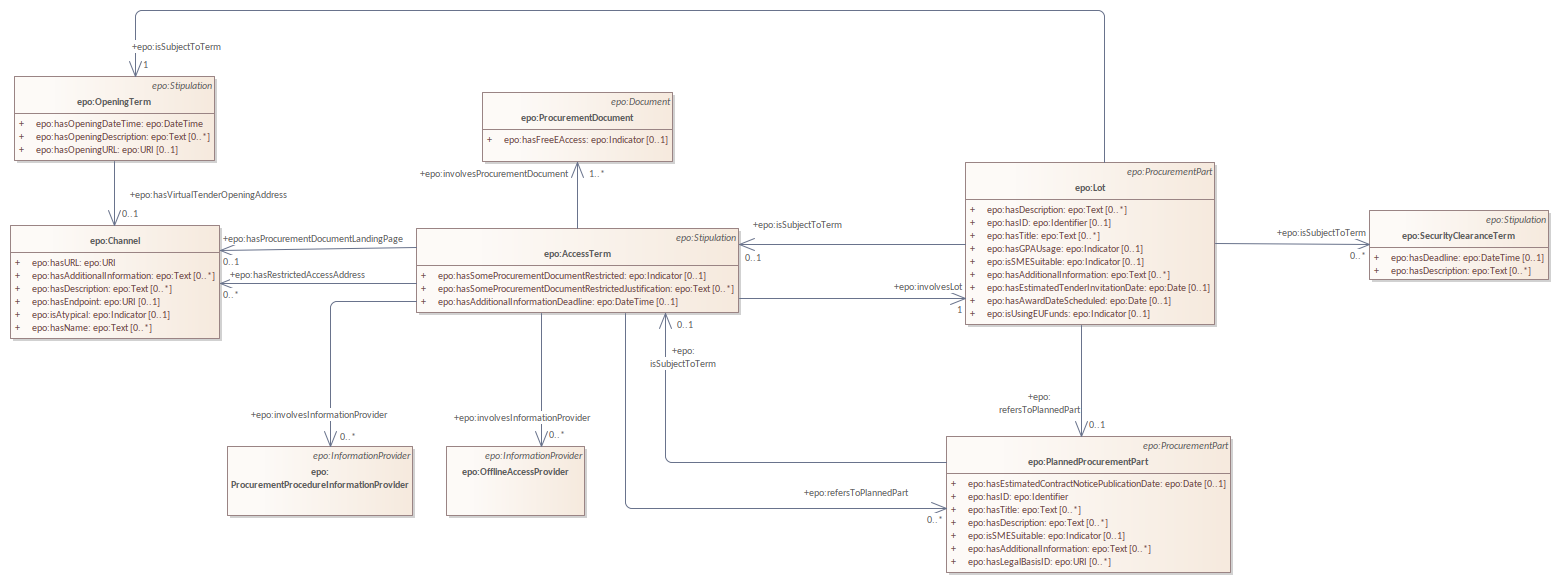 +epo:isSubjectToTerm
1
epo:Stipulation
epo:OpeningTerm
+ epo:hasOpeningDateTime: epo:DateTime
+ epo:hasOpeningDescription: epo:Text [0..*]
+ epo:hasOpeningURL: epo:URI [0..1]
+epo:hasVirtualTenderOpeningAddress
0..1
epo:Channel
+ epo:hasURL: epo:URI
+ epo:hasAdditionalInformation: epo:Text [0..*]
+ epo:hasDescription: epo:Text [0..*]
+ epo:hasEndpoint: epo:URI [0..1]
+ epo:isAtypical: epo:Indicator [0..1]
+ epo:hasName: epo:Text [0..*]
+epo:hasProcurementDocumentLandingPage
0..1
+epo:hasRestrictedAccessAddress
0..*
epo:Document
epo:ProcurementDocument
+ epo:hasFreeEAccess: epo:Indicator [0..1]
+epo:involvesProcurementDocument
1..*
epo:Stipulation
epo:AccessTerm
+ epo:hasSomeProcurementDocumentRestricted: epo:Indicator [0..1]
+ epo:hasSomeProcurementDocumentRestrictedJustification: epo:Text [0..*]
+ epo:hasAdditionalInformationDeadline: epo:DateTime [0..1]
+epo:isSubjectToTerm
0..1
+epo:involvesLot
1
epo:ProcurementPart
epo:Lot
+ epo:hasDescription: epo:Text [0..*]
+ epo:hasID: epo:Identifier [0..1]
+ epo:hasTitle: epo:Text [0..*]
+ epo:hasGPAUsage: epo:Indicator [0..1]
+ epo:isSMESuitable: epo:Indicator [0..1]
+ epo:hasAdditionalInformation: epo:Text [0..*]
+ epo:hasEstimatedTenderInvitationDate: epo:Date [0..1]
+ epo:hasAwardDateScheduled: epo:Date [0..1]
+ epo:isUsingEUFunds: epo:Indicator [0..1]
+epo:isSubjectToTerm
0..*
epo:Stipulation
epo:SecurityClearanceTerm
+ epo:hasDeadline: epo:DateTime [0..1]
+ epo:hasDescription: epo:Text [0..*]
0..1
+epo:
isSubjectToTerm
+epo:
refersToPlannedPart
0..1
+epo:involvesInformationProvider
0..*
+epo:involvesInformationProvider
0..*
epo:InformationProvider
epo:
ProcurementProcedureInformationProvider
epo:InformationProvider
epo:OfflineAccessProvider
+epo:refersToPlannedPart
0..*
epo:ProcurementPart
epo:PlannedProcurementPart
+ epo:hasEstimatedContractNoticePublicationDate: epo:Date [0..1]
+ epo:hasID: epo:Identifier
+ epo:hasTitle: epo:Text [0..*]
+ epo:hasDescription: epo:Text [0..*]
+ epo:isSMESuitable: epo:Indicator [0..1]
+ epo:hasAdditionalInformation: epo:Text [0..*]
+ epo:hasLegalBasisID: epo:URI [0..*]